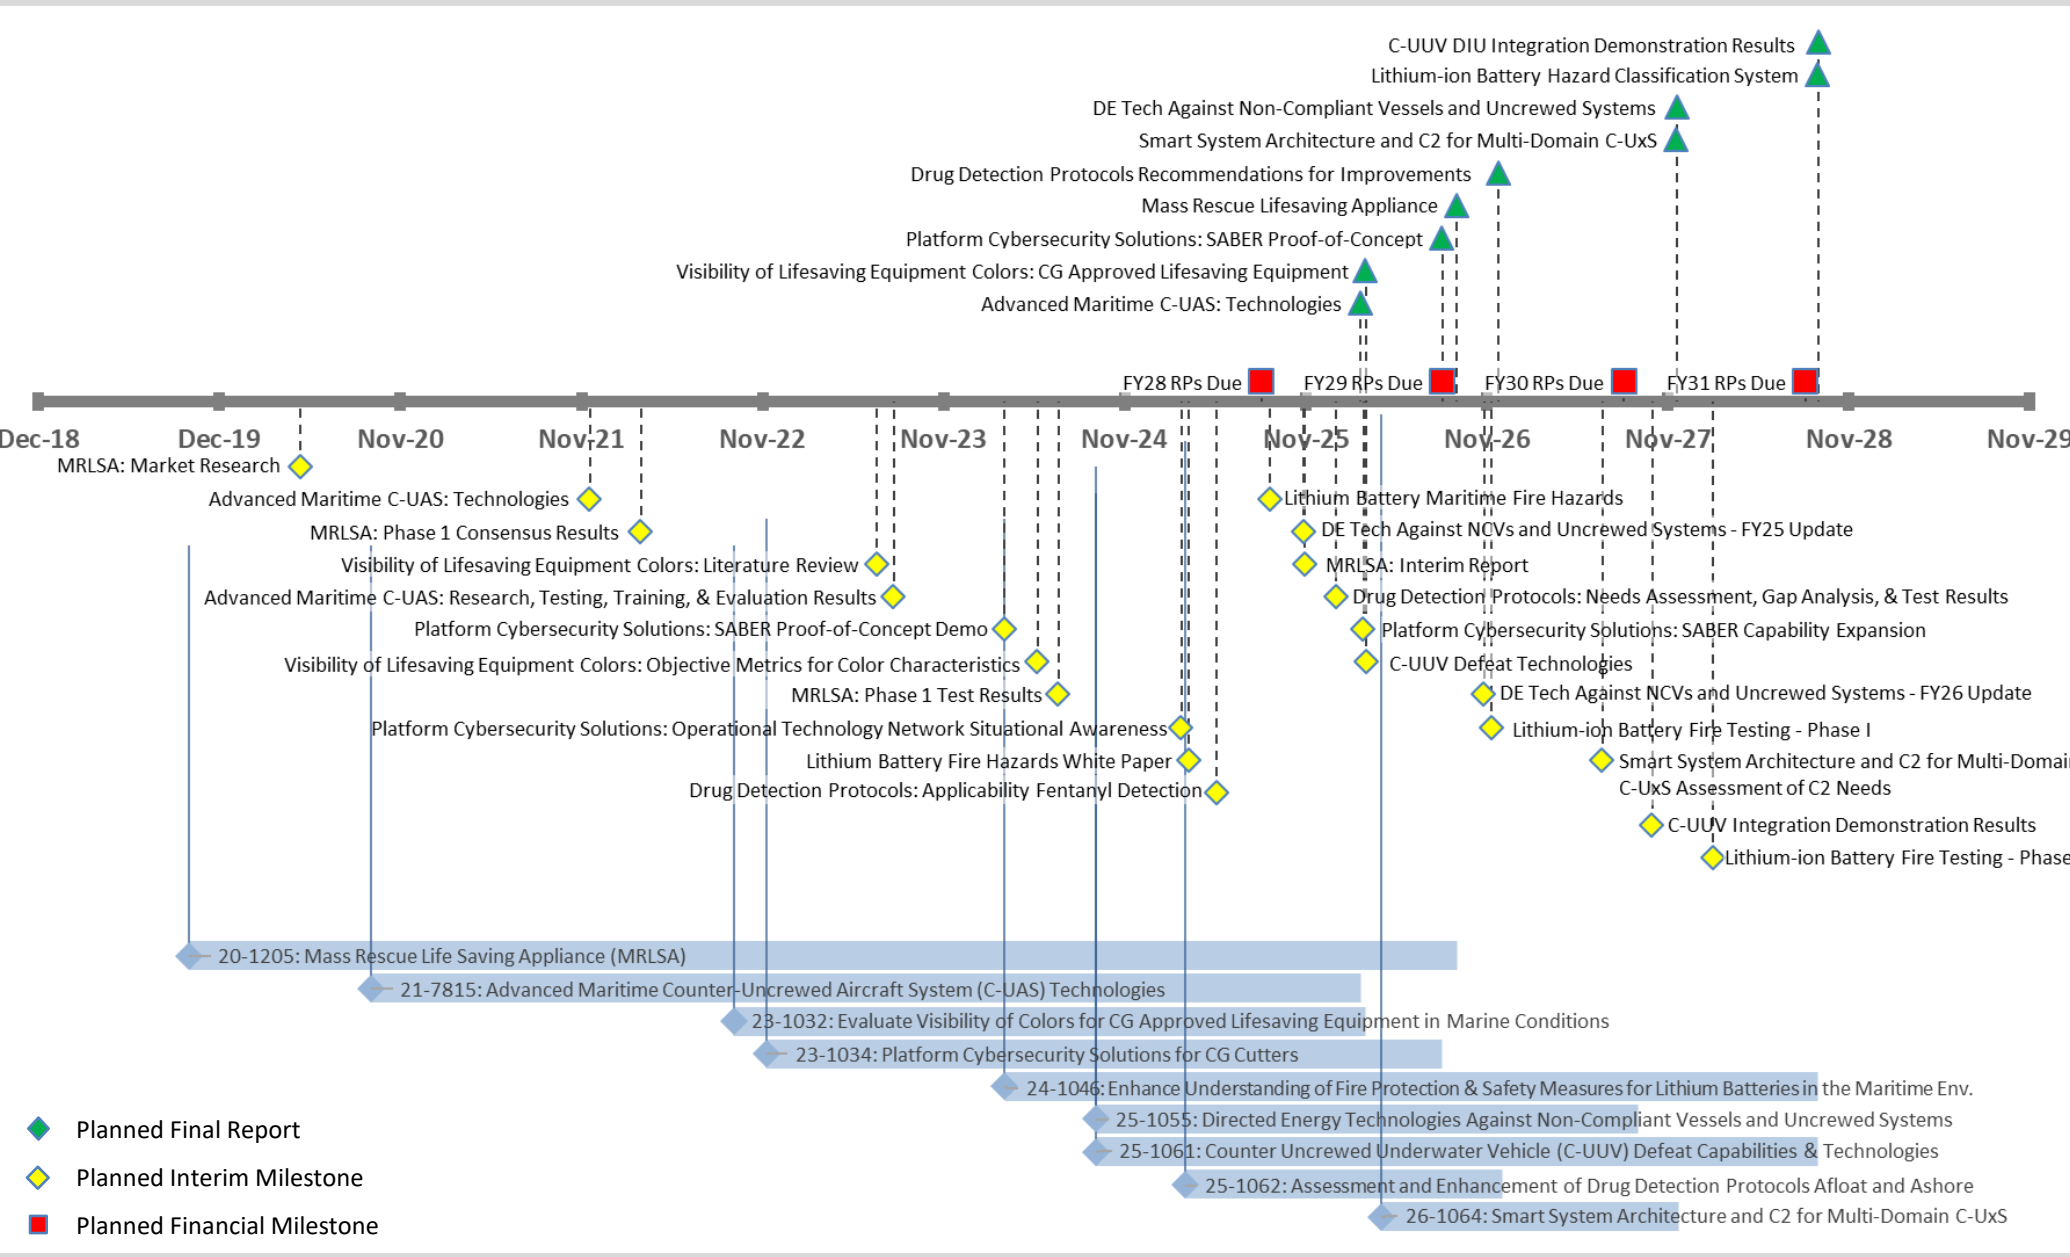 C-UUV DIU Integration Demonstration Results
Lithium-ion Battery Hazard Classification System
DE Tech Against Non-Compliant Vessels and Uncrewed Systems
Smart System Architecture and C2 for Multi-Domain C-UxS
Drug Detection Protocols Recommendations for Improvements
Mass Rescue Lifesaving Appliance
Platform Cybersecurity Solutions: SABER Proof-of-Concept
Visibility of Lifesaving Equipment Colors: CG Approved Lifesaving Equipment
Advanced Maritime C-UAS: Technologies
FY28 RPs Due FY29 RPs Due FY30 RPs Due FY31 RPs Due
Dec-18 Dec-19 Nov-20 Nov-21 Nov-22 Nov-23 Nov-24 Nov-25 Nov-26 Nov-27 Nov-28 Nov-29
MRLSA: Market Research
Advanced Maritime C-UAS: Technologies
MRLSA: Phase 1 Consensus Results
Visibility of Lifesaving Equipment Colors: Literature Review
Advanced Maritime C-UAS: Research, Testing, Training, & Evaluation Results
Platform Cybersecurity Solutions: SABER Proof-of-Concept Demo
Visibility of Lifesaving Equipment Colors: Objective Metrics for Color Characteristics
MRLSA: Phase 1 Test Results
Platform Cybersecurity Solutions: Operational Technology Network Situational Awareness
Lithium Battery Fire Hazards White Paper
Drug Detection Protocols: Applicability Fentanyl Detection
Lithium Battery Maritime Fire Hazards
DE Tech Against NCVs and Uncrewed Systems - FY25 Update
MRLSA: Interim Report
Drug Detection Protocols: Needs Assessment, Gap Analysis, & Test Results
Platform Cybersecurity Solutions: SABER Capability Expansion
C-UUV Defeat Technologies
DE Tech Against NCVs and Uncrewed Systems - FY26 Update
Lithium-ion Battery Fire Testing - Phase I
Smart System Architecture and C2 for Multi-Domai
C-UxS Assessment of C2 Needs
C-UUV Integration Demonstration Results
Lithium-ion Battery Fire Testing - Phase
20-1205: Mass Rescue Life Saving Appliance (MRLSA)
21-7815: Advanced Maritime Counter-Uncrewed Aircraft System (C-UAS) Technologies
23-1032: Evaluate Visibility of Colors for CG Approved Lifesaving Equipment in Marine Conditions
23-1034: Platform Cybersecurity Solutions for CG Cutters
24-1046: Enhance Understanding of Fire Protection & Safety Measures for Lithium Batteries in the Maritime Env.
25-1055: Directed Energy Technologies Against Non-Compliant Vessels and Uncrewed Systems
25-1061: Counter Uncrewed Underwater Vehicle (C-UUV) Defeat Capabilities & Technologies
25-1062: Assessment and Enhancement of Drug Detection Protocols Afloat and Ashore
26-1064: Smart System Architecture and C2 for Multi-Domain C-UxS
Planned Final Report
Planned Interim Milestone
Planned Financial Milestone